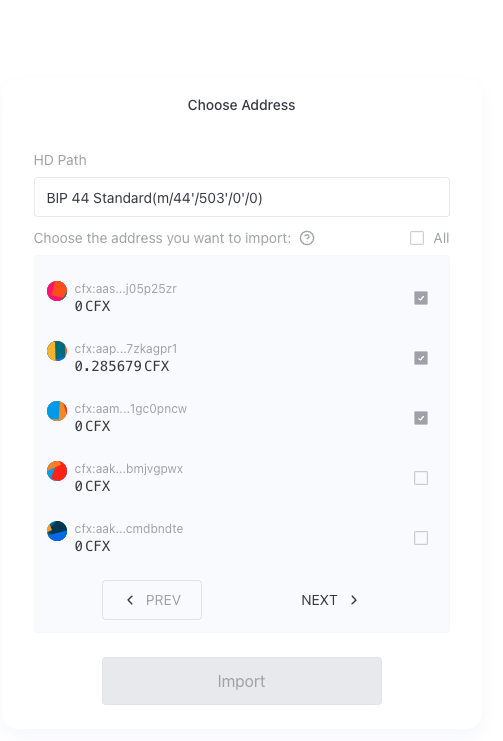 Choose Address
HD Path
BIP 44 Standard(m/44'/503'/0'/0)
Choose the address you want to import:
All
cfx:aas...j05p25zr
0 CFX
cfx:aap...7zkagpr1
0.285679 CFX
cfx:aam...1gc0pncw
0 CFX
cfx:aak...bmjvgpwx
0 CFX
cfx:aak...cmdbndte
0 CFX
PREV
NEXT
Import